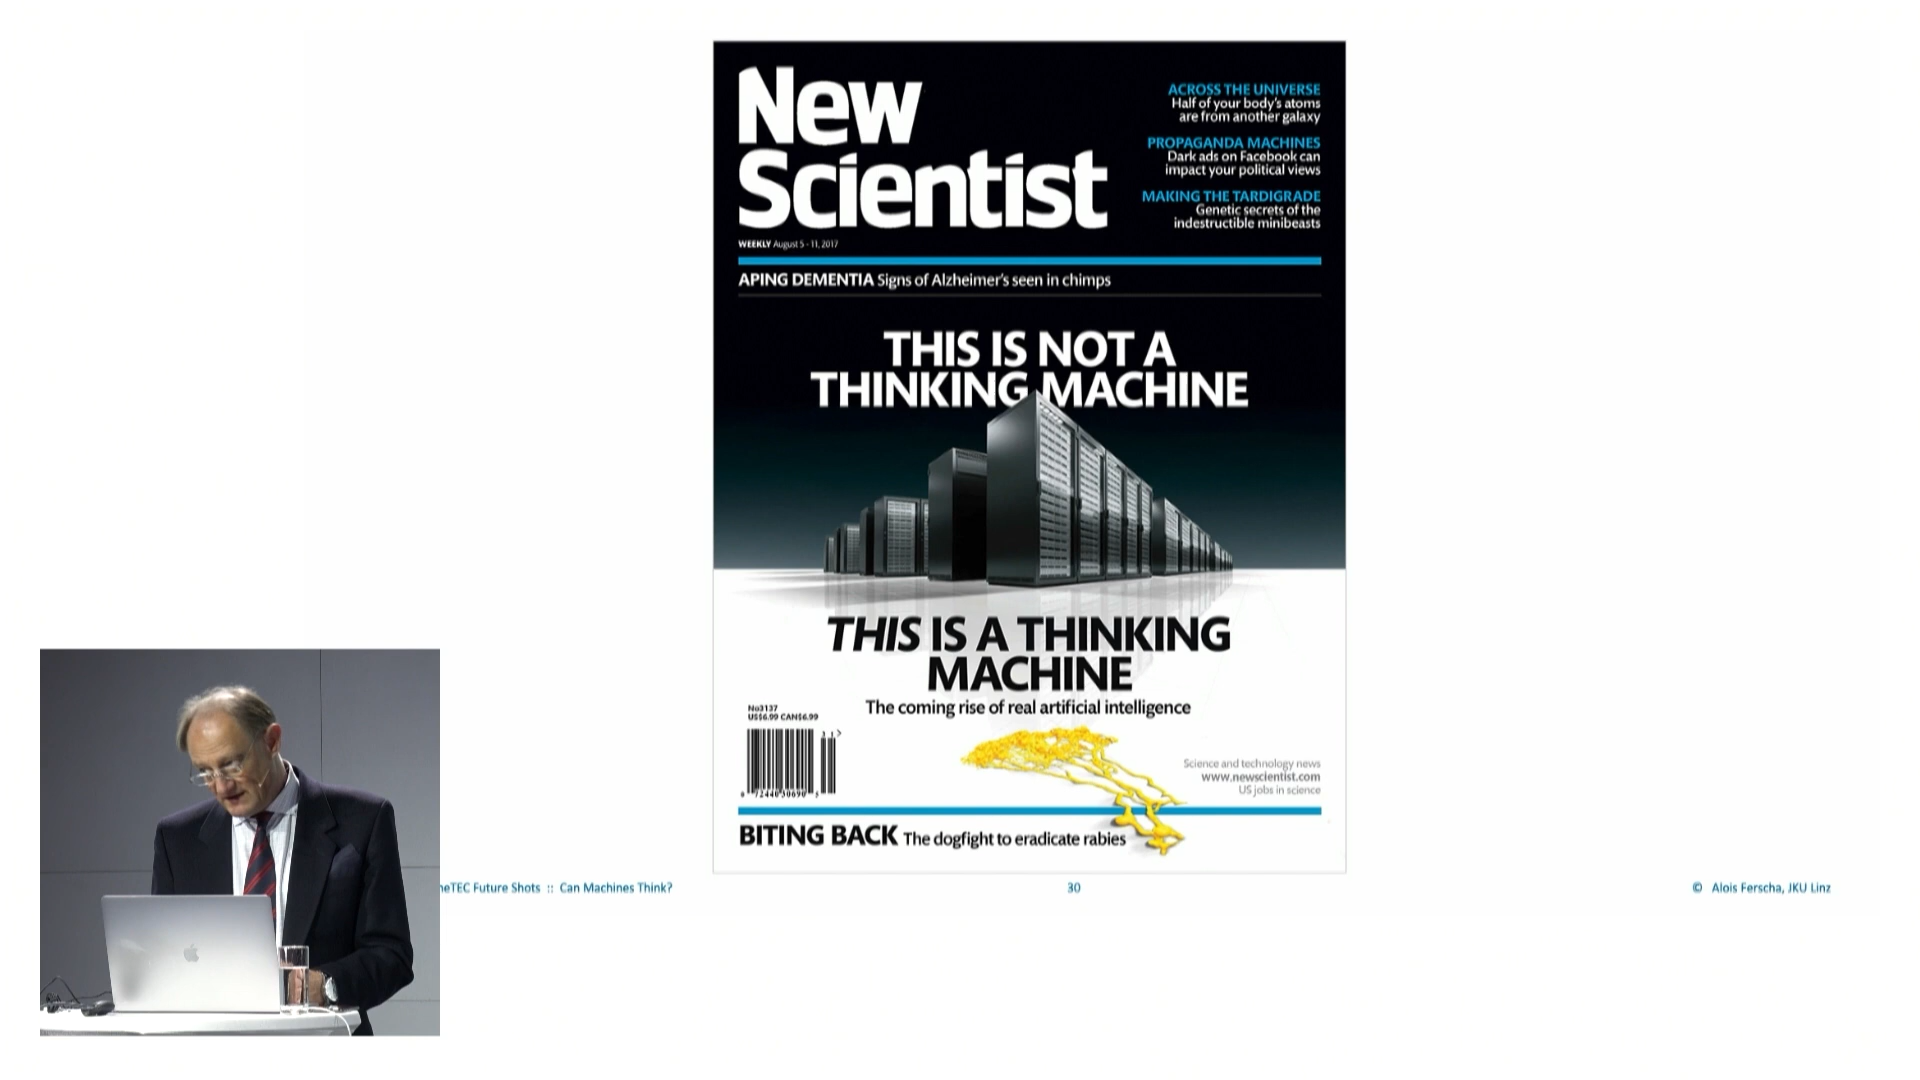 New
Scientist
WEEKLY August 5 - 11, 2017
ACROSS THE UNIVERSE
Half of your body's atoms
are from another galaxy
PROPAGANDA MACHINES
Dark ads on Facebook can
impact your political views
MAKING THE TARDIGRADE
Genetic secrets of the
indestructible minibeasts
APING DEMENTIA Signs of Alzheimer's seen in chimps
THIS IS NOT A
THINKING MACHINE
THIS IS A THINKING
MACHINE
The coming rise of real artificial intelligence
No3137
US$6.99 CAN$6.99
Science and technology news
www.newscientist.com
US jobs in science
BITING BACK The dogfight to eradicate rabies
Future Shots :: Can Machines Think?
30
© Alois Ferscha, JKU Linz